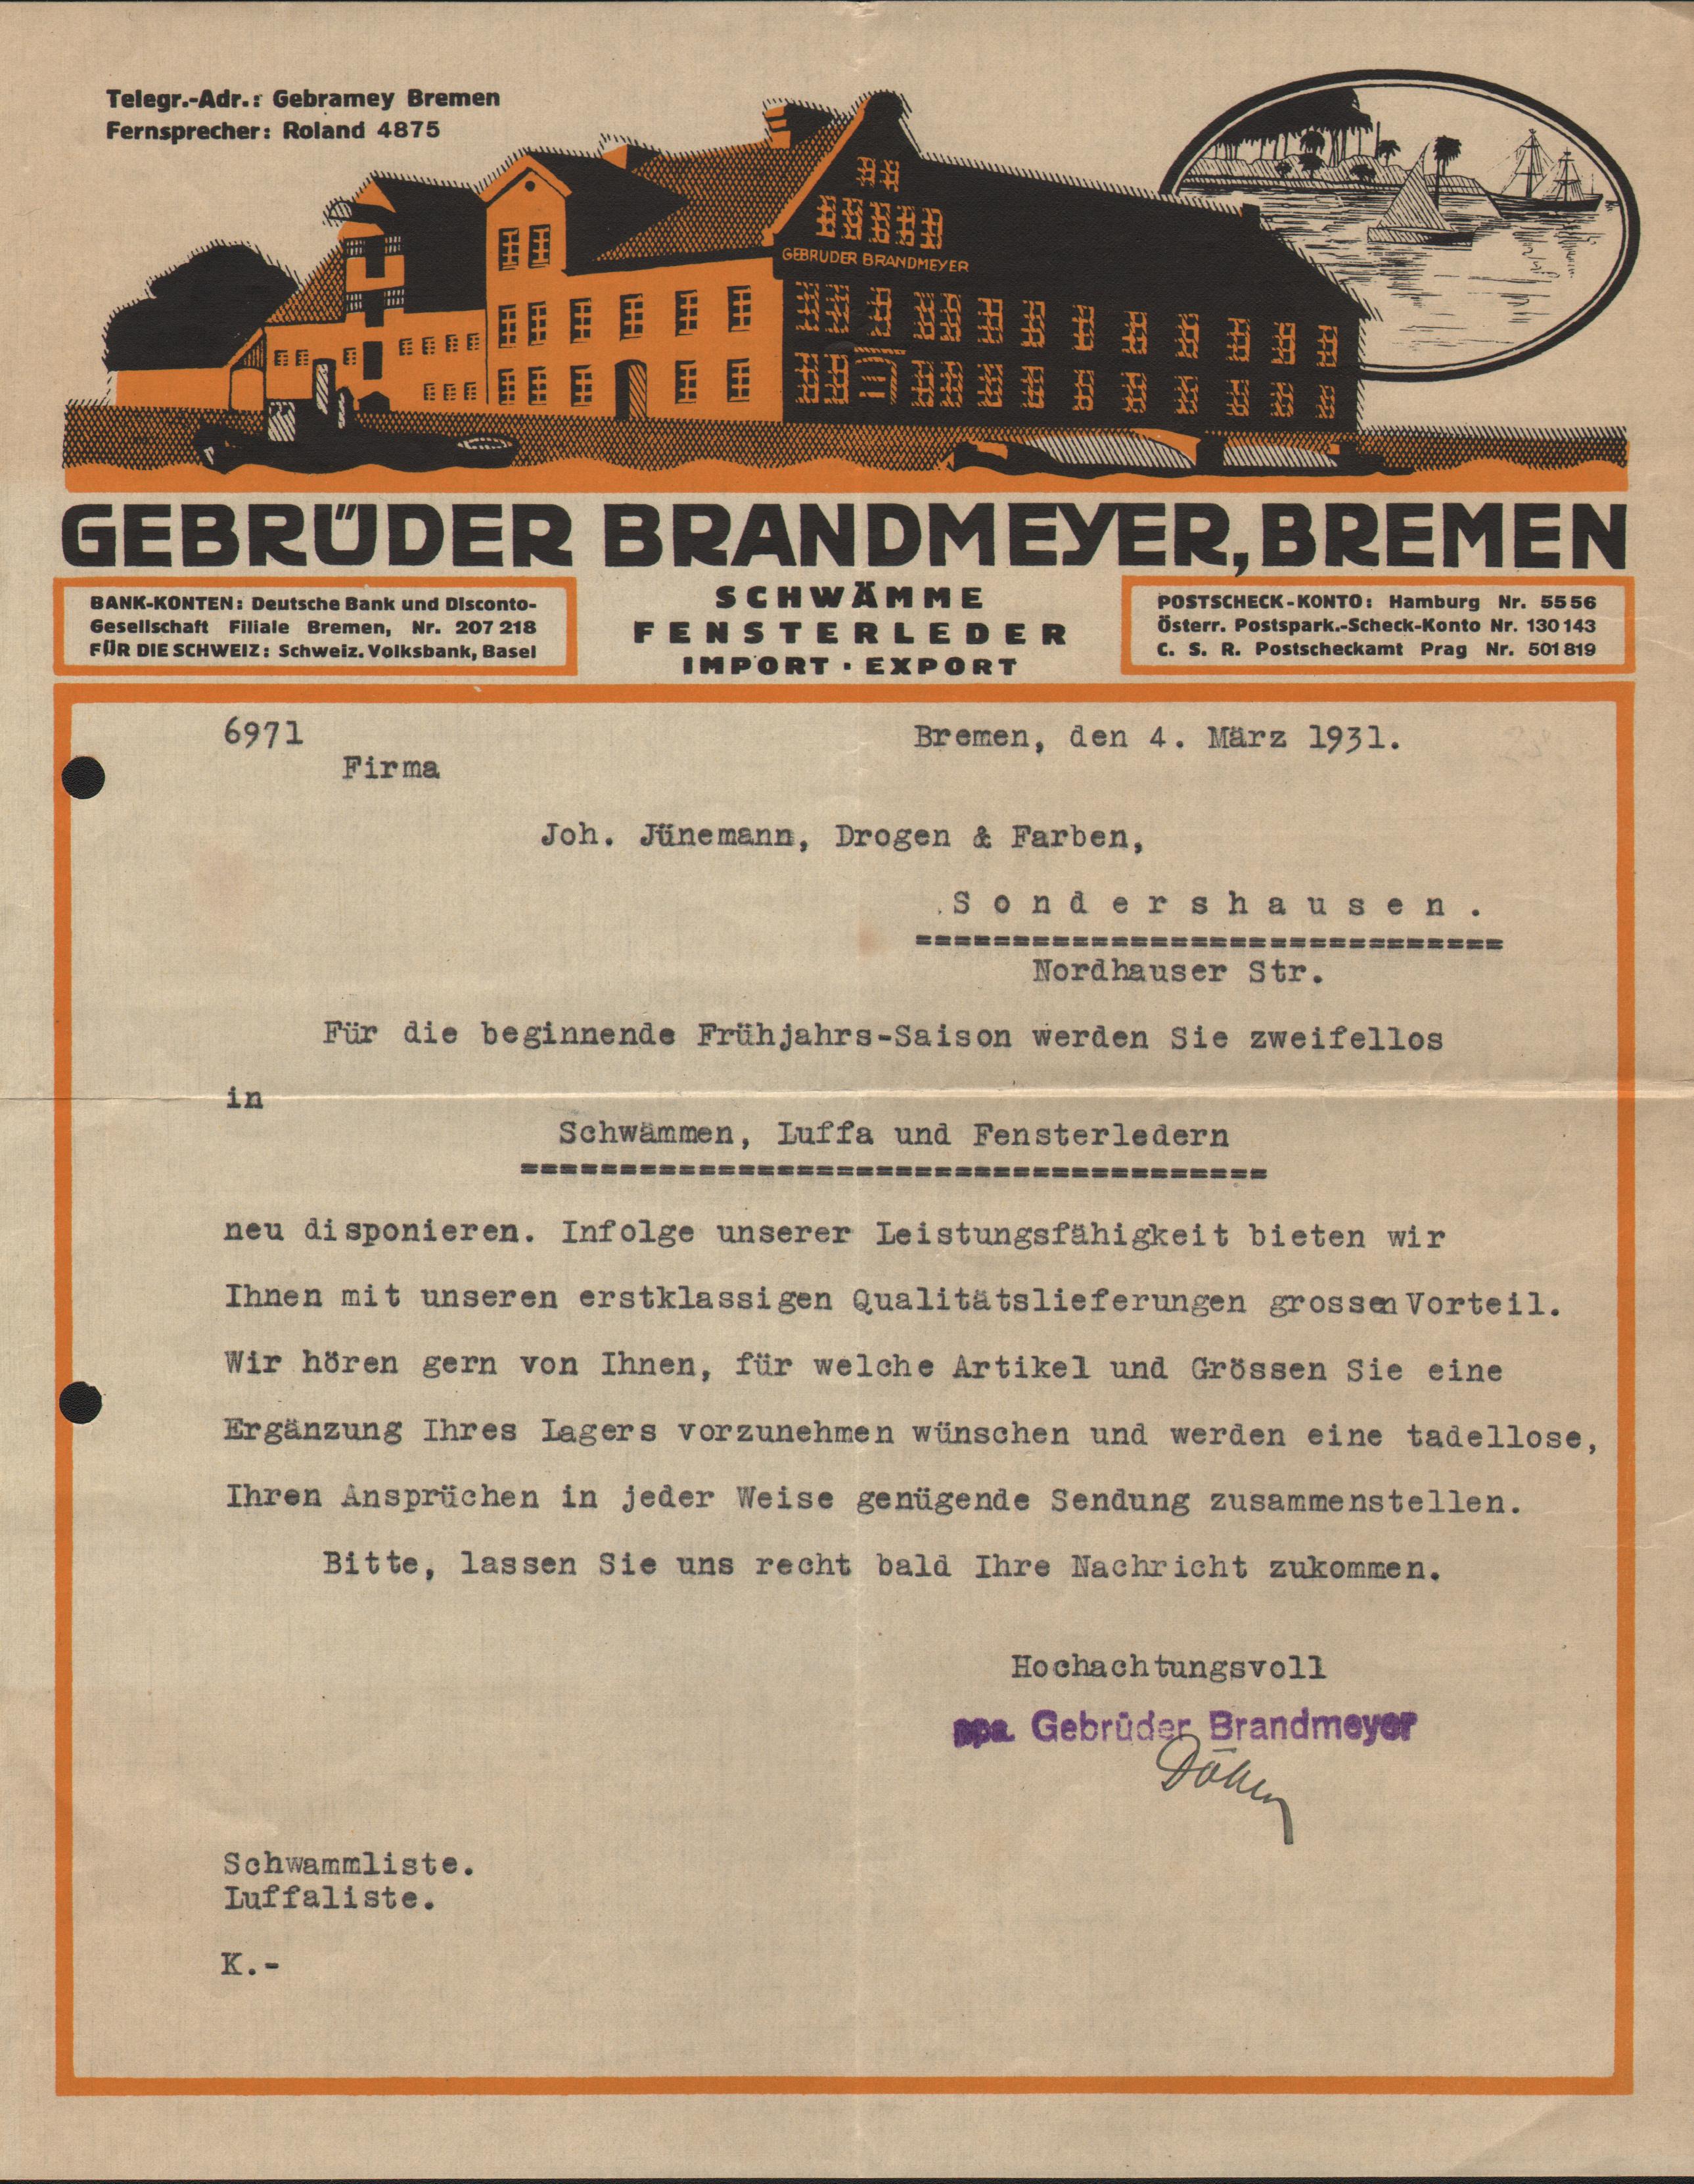 Telegr.-Adr.: Gebramey Bremen
Fernsprecher: Roland 4875
GEBRÜDER BRANDMEYER
GEBRÜDER BRANDMEYER, BREMEN
BANK-KONTEN: Deutsche Bank und Disconto-
Gesellschaft Filiale Bremen, Nr. 207 218
FÜR DIE SCHWEIZ: Schweiz. Volksbank, Basel
SCHWÄMME
FENSTERLEDER
IMPORT · EXPORT
POSTSCHECK-KONTO: Hamburg Nr. 5556
Österr. Postspark.-Scheck-Konto Nr. 130 143
C. S. R. Postscheckamt Prag Nr. 501 819
6971
Bremen, den 4. März 1931.
Firma
Joh. Jünemann, Drogen & Farben,
Sondershausen.
Nordhauser Str.
Für die beginnende Frühjahrs-Saison werden Sie zweifellos
in
Schwämmen, Luffa und Fensterledern
neu disponieren. Infolge unserer Leistungsfähigkeit bieten wir
Ihnen mit unseren erstklassigen Qualitätslieferungen grossen Vorteil.
Wir hören gern von Ihnen, für welche Artikel und Grössen Sie eine
Ergänzung Ihres Lagers vorzunehmen wünschen und werden eine tadellose,
Ihren Ansprüchen in jeder Weise genügende Sendung zusammenstellen.
Bitte, lassen Sie uns recht bald Ihre Nachricht zukommen.
Hochachtungsvoll
ppa. Gebrüder Brandmeyer
Schwammliste.
Luffaliste.
K.-